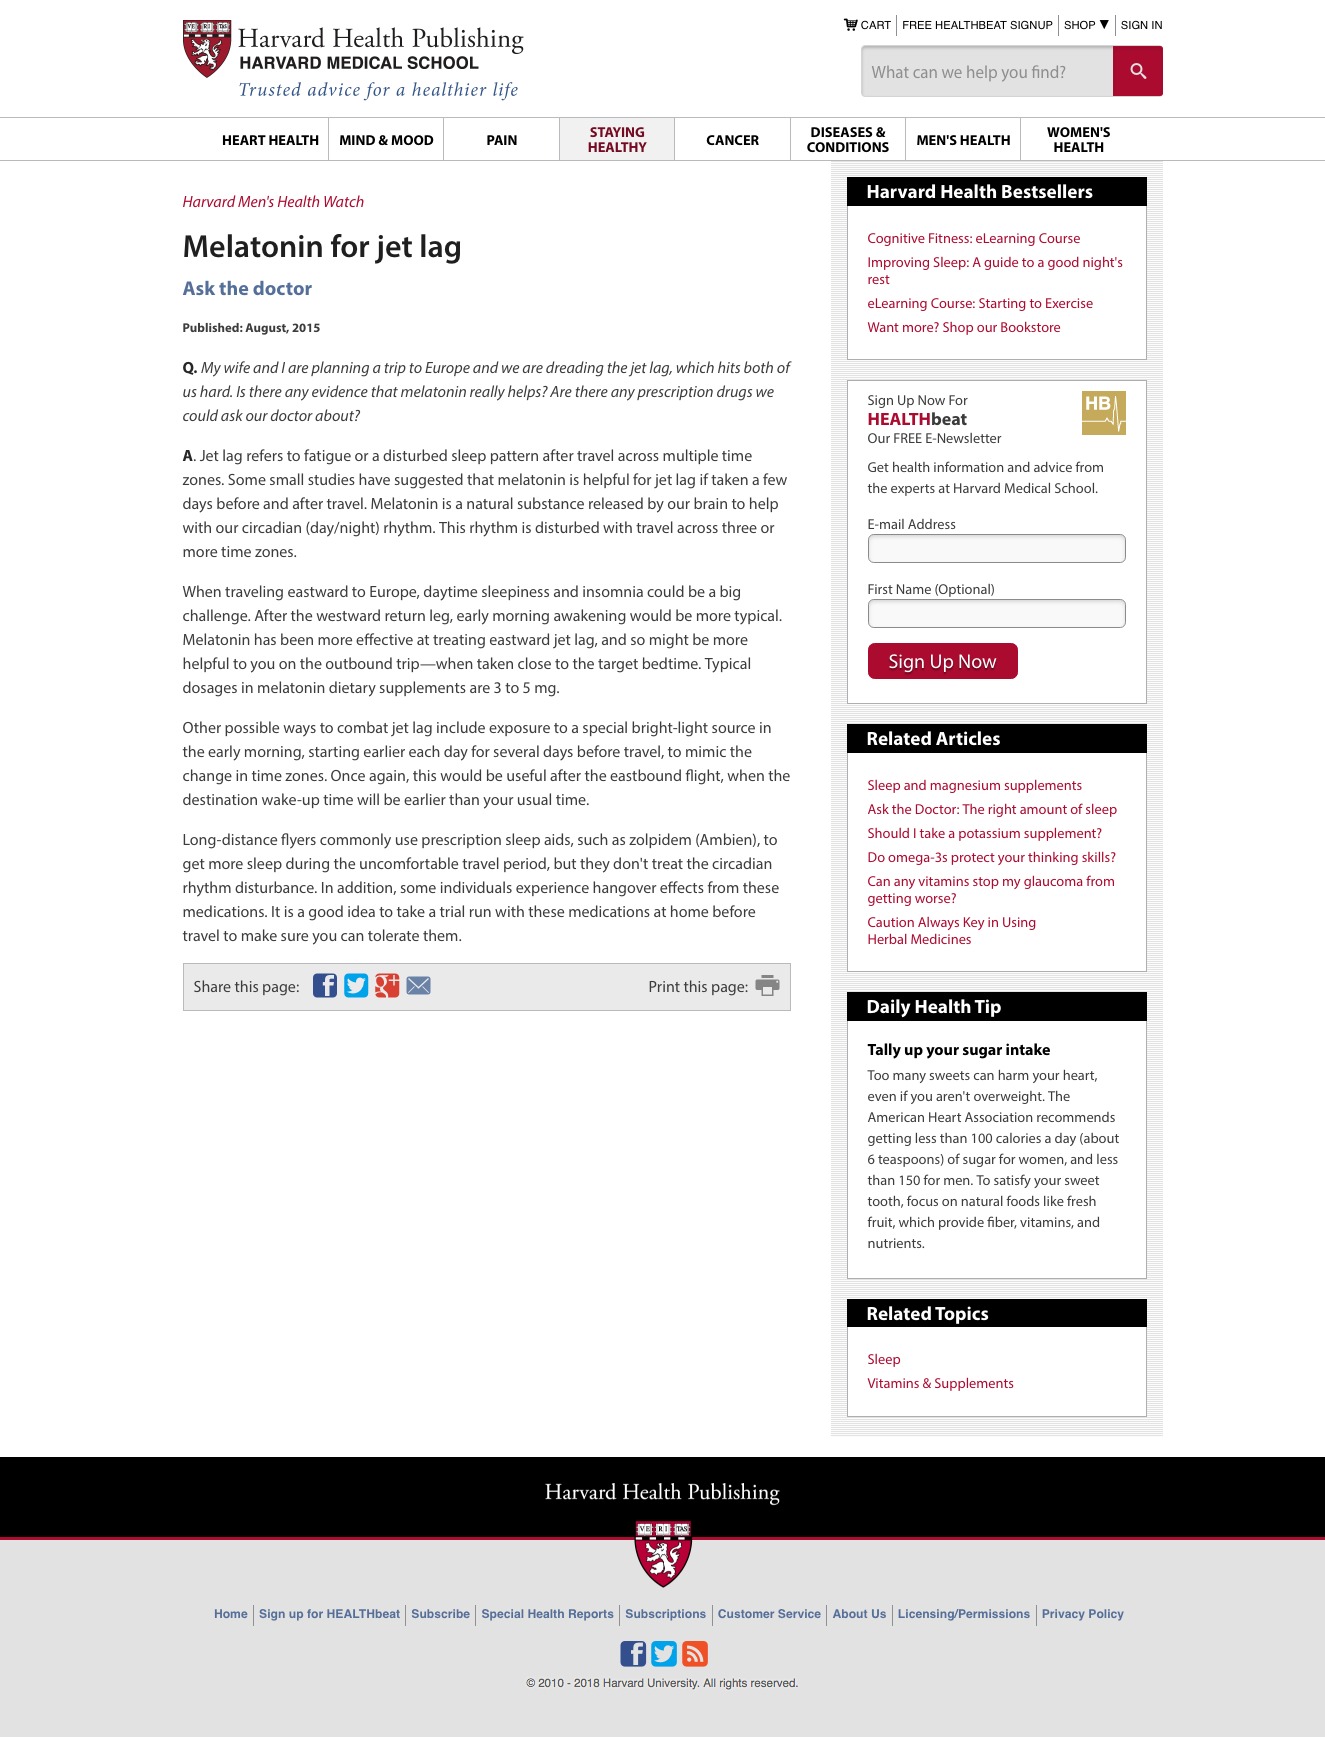 VE RI TAS
Harvard Health Publishing
HARVARD MEDICAL SCHOOL
Trusted advice for a healthier life
CART
FREE HEALTHBEAT SIGNUP
SHOP ▼
SIGN IN
What can we help you find?
HEART HEALTH
MIND & MOOD
PAIN
STAYING
HEALTHY
CANCER
DISEASES &
CONDITIONS
MEN'S HEALTH
WOMEN'S
HEALTH
Harvard Men's Health Watch
Melatonin for jet lag
Ask the doctor
Published: August, 2015
Q. My wife and I are planning a trip to Europe and we are dreading the jet lag, which hits both of
us hard. Is there any evidence that melatonin really helps? Are there any prescription drugs we
could ask our doctor about?
A. Jet lag refers to fatigue or a disturbed sleep pattern after travel across multiple time
zones. Some small studies have suggested that melatonin is helpful for jet lag if taken a few
days before and after travel. Melatonin is a natural substance released by our brain to help
with our circadian (day/night) rhythm. This rhythm is disturbed with travel across three or
more time zones.
When traveling eastward to Europe, daytime sleepiness and insomnia could be a big
challenge. After the westward return leg, early morning awakening would be more typical.
Melatonin has been more effective at treating eastward jet lag, and so might be more
helpful to you on the outbound trip—when taken close to the target bedtime. Typical
dosages in melatonin dietary supplements are 3 to 5 mg.
Other possible ways to combat jet lag include exposure to a special bright-light source in
the early morning, starting earlier each day for several days before travel, to mimic the
change in time zones. Once again, this would be useful after the eastbound flight, when the
destination wake-up time will be earlier than your usual time.
Long-distance flyers commonly use prescription sleep aids, such as zolpidem (Ambien), to
get more sleep during the uncomfortable travel period, but they don't treat the circadian
rhythm disturbance. In addition, some individuals experience hangover effects from these
medications. It is a good idea to take a trial run with these medications at home before
travel to make sure you can tolerate them.
Share this page:
Print this page:
Harvard Health Bestsellers
Cognitive Fitness: eLearning Course
Improving Sleep: A guide to a good night's
rest
eLearning Course: Starting to Exercise
Want more? Shop our Bookstore
Sign Up Now For
HEALTHbeat
Our FREE E-Newsletter
HB
Get health information and advice from
the experts at Harvard Medical School.
E-mail Address
First Name (Optional)
Sign Up Now
Related Articles
Sleep and magnesium supplements
Ask the Doctor: The right amount of sleep
Should I take a potassium supplement?
Do omega-3s protect your thinking skills?
Can any vitamins stop my glaucoma from
getting worse?
Caution Always Key in Using
Herbal Medicines
Daily Health Tip
Tally up your sugar intake
Too many sweets can harm your heart,
even if you aren't overweight. The
American Heart Association recommends
getting less than 100 calories a day (about
6 teaspoons) of sugar for women, and less
than 150 for men. To satisfy your sweet
tooth, focus on natural foods like fresh
fruit, which provide fiber, vitamins, and
nutrients.
Related Topics
Sleep
Vitamins & Supplements
Harvard Health Publishing
VE RI TAS
Home
Sign up for HEALTHbeat
Subscribe
Special Health Reports
Subscriptions
Customer Service
About Us
Licensing/Permissions
Privacy Policy
© 2010 - 2018 Harvard University. All rights reserved.